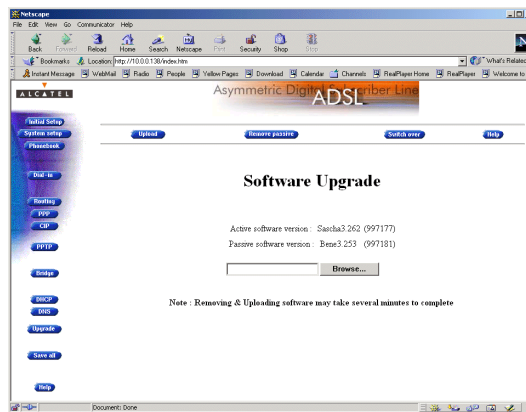 Netscape
File Edit View Go Communicator Help
Back Forward Reload Home Search Netscape Print Security Shop Stop
Bookmarks Location: http://10.0.0.138/index.htm What's Related
Instant Message WebMail Radio People Yellow Pages Download Calendar Channels RealPlayer Home RealPlayer Welcome to
ALCATEL
Asymmetric Digital Subscriber Line
ADSL
Initial Setup
System setup
Phonebook
Dial-in
Routing
PPP
CIP
PPTP
Bridge
DHCP
DNS
Upgrade
Save all
Help
Upload Remove passive Switch over Help
Software Upgrade
Active software version : Sascha3.262 (997177)
Passive software version : Bene3.253 (997181)
Browse...
Note : Removing & Uploading software may take several minutes to complete
Document: Done